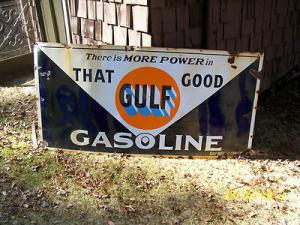 There is MORE POWER in
THAT GOOD
GULF
GASOLINE